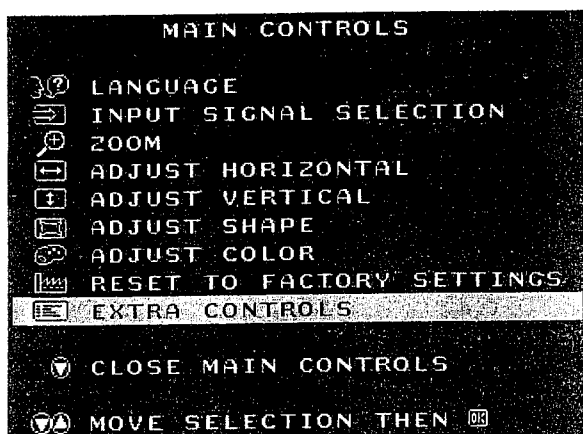 MAIN CONTROLS
LANGUAGE
INPUT SIGNAL SELECTION
ZOOM
ADJUST HORIZONTAL
ADJUST VERTICAL
ADJUST SHAPE
ADJUST COLOR
RESET TO FACTORY SETTINGS
EXTRA CONTROLS
CLOSE MAIN CONTROLS
MOVE SELECTION THEN OK